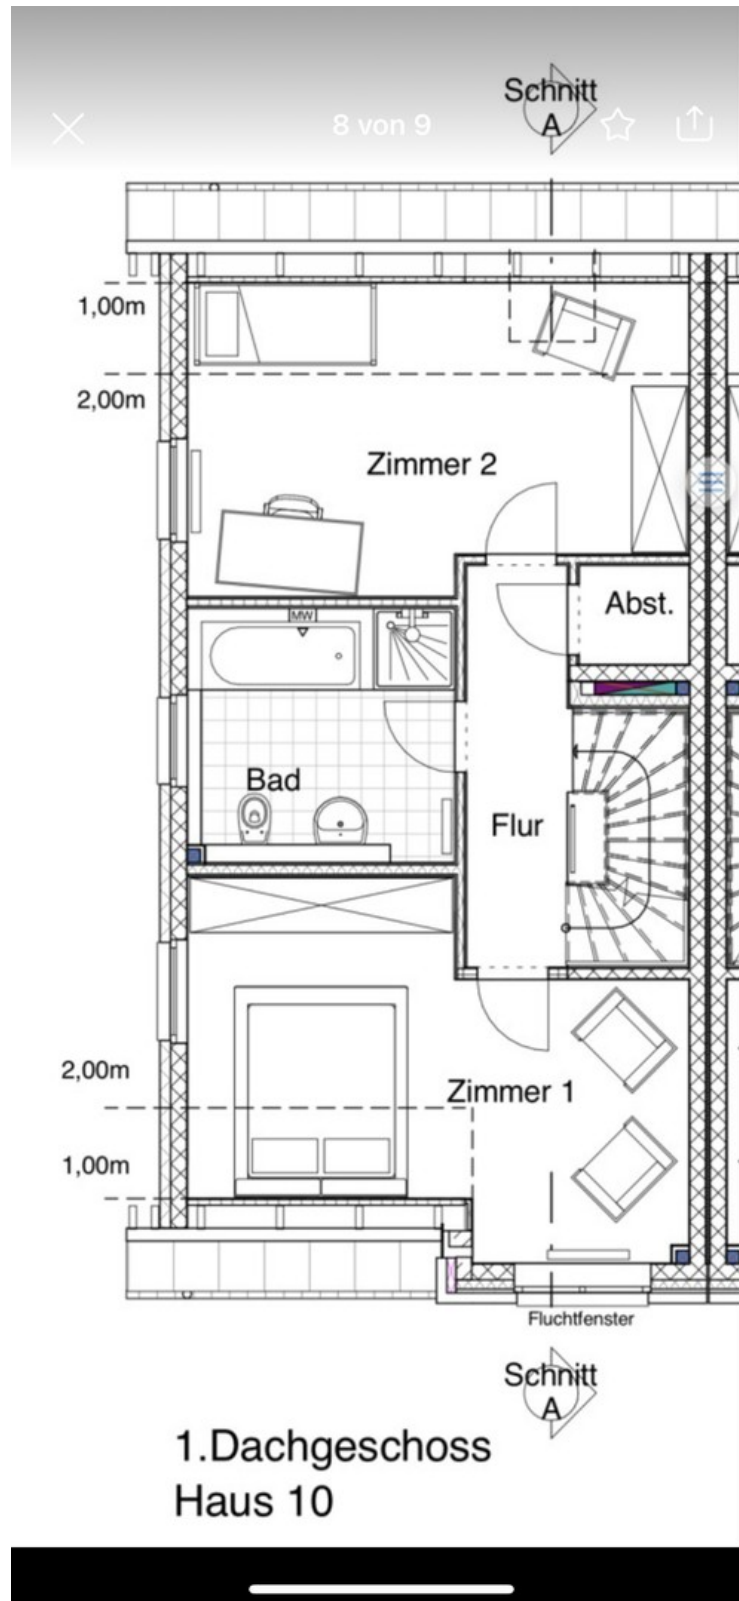 Schnitt
A
8 von 9
1,00m
2,00m
Zimmer 2
Abst.
MW
Bad
Flur
2,00m
Zimmer 1
1,00m
Fluchtfenster
Schnitt
A
1.Dachgeschoss
Haus 10